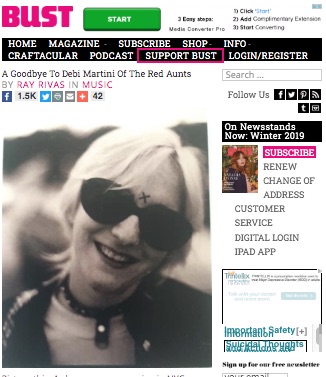 BUST
START
3 Easy steps:
1) Click 'Start'
2) Add Complimentary Extension
3) Start Converting
Media Converter Pro
HOME MAGAZINE SUBSCRIBE SHOP INFO
CRAFTACULAR PODCAST SUPPORT BUST LOGIN/REGISTER
A Goodbye To Debi Martini Of The Red Aunts
BY RAY RIVAS IN MUSIC
1.5K 42
Search ...
Follow Us
On Newsstands
Now: Winter 2019
SUBSCRIBE
RENEW
CHANGE OF
ADDRESS
CUSTOMER
SERVICE
DIGITAL LOGIN
IPAD APP
Trintellix
Important Safety [+]
Information
Suicidal Thoughts
and Actions and
Sign up for our free newsletter
your email